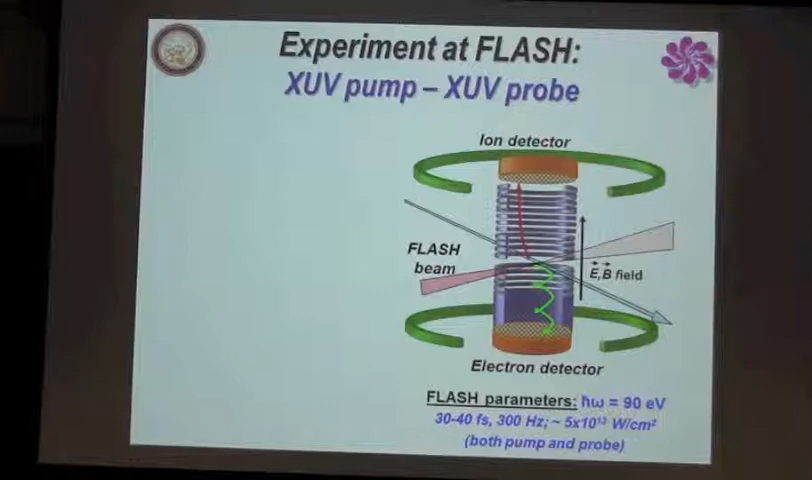 Experiment at FLASH:
XUV pump – XUV probe
Ion detector
FLASH
beam
E, B field
Electron detector
FLASH parameters: ħω = 90 eV
30-40 fs, 300 Hz; ~ 5x10¹³ W/cm²
(both pump and probe)